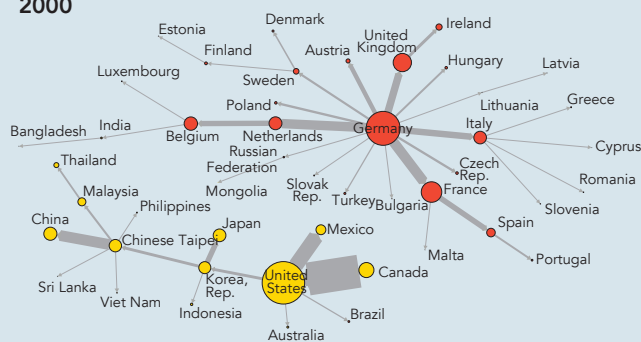 2000
Denmark
Estonia
Ireland
United
Kingdom
Austria
Finland
Hungary
Latvia
Luxembourg
Sweden
Lithuania
Greece
Poland
Germany
Italy
Bangladesh
India
Belgium
Netherlands
Russian
Federation
Cyprus
Thailand
Mongolia
Slovak
Rep.
Czech
Rep.
Romania
Malaysia
Turkey
Bulgaria
France
Slovenia
Philippines
China
Japan
Mexico
Spain
Chinese Taipei
Malta
Portugal
Sri Lanka
Korea,
Rep.
United
States
Canada
Viet Nam
Indonesia
Brazil
Australia